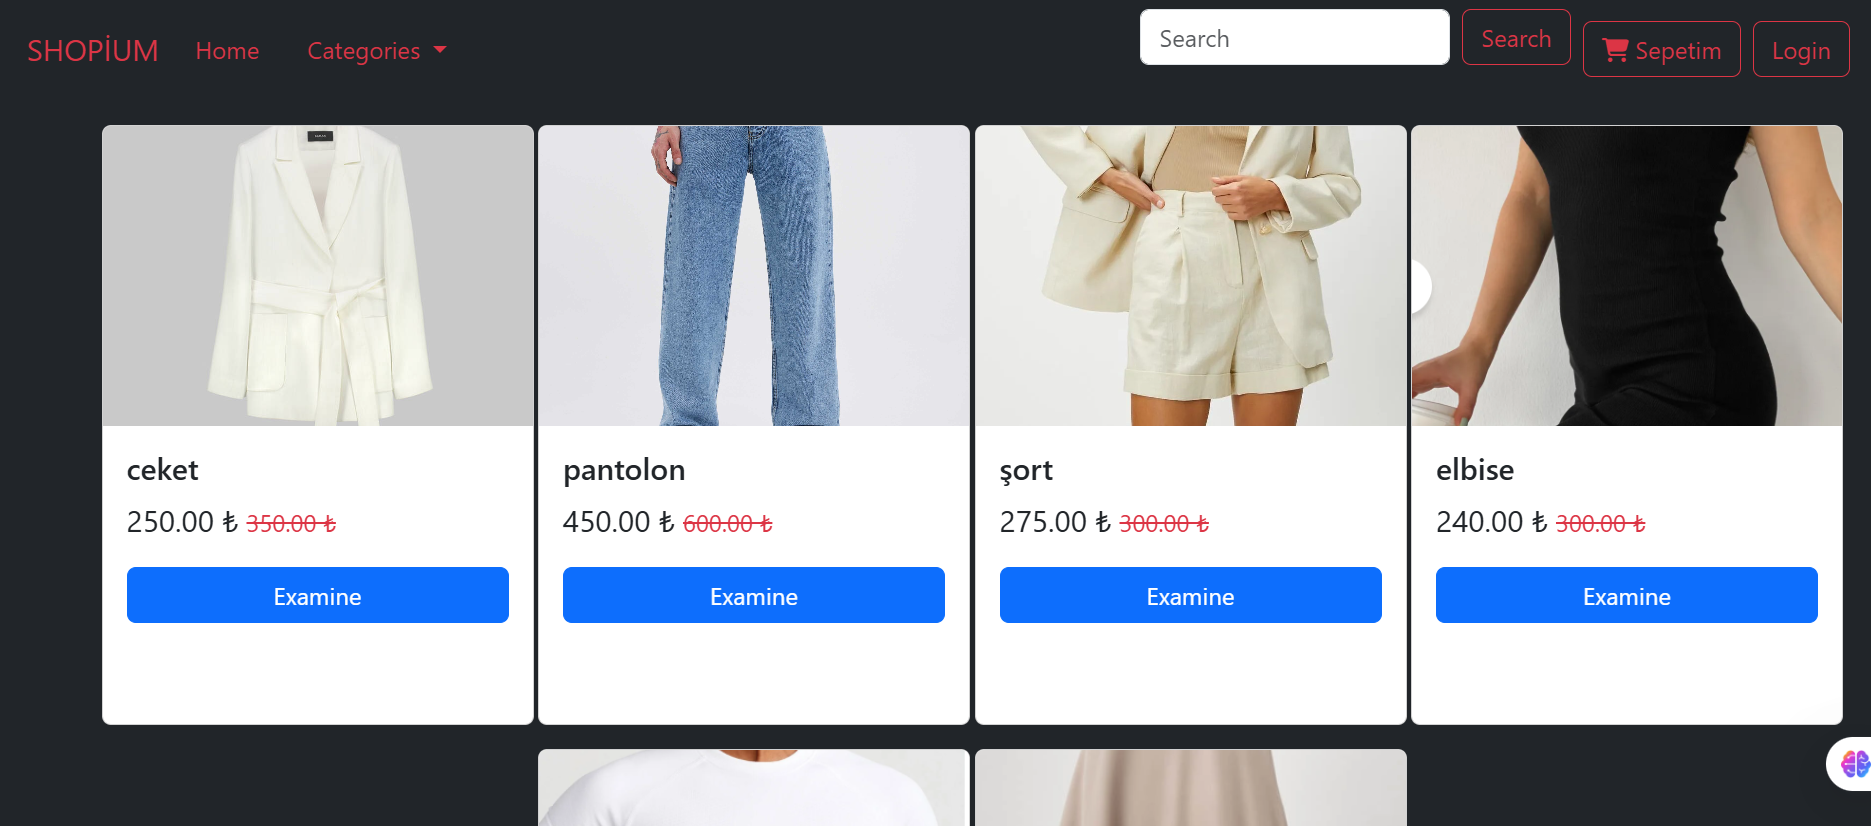 SHOPİUM Home Categories Search Search Sepetim Login
ceket
250.00 ₺ 350.00 ₺
Examine
pantolon
450.00 ₺ 600.00 ₺
Examine
şort
275.00 ₺ 300.00 ₺
Examine
elbise
240.00 ₺ 300.00 ₺
Examine